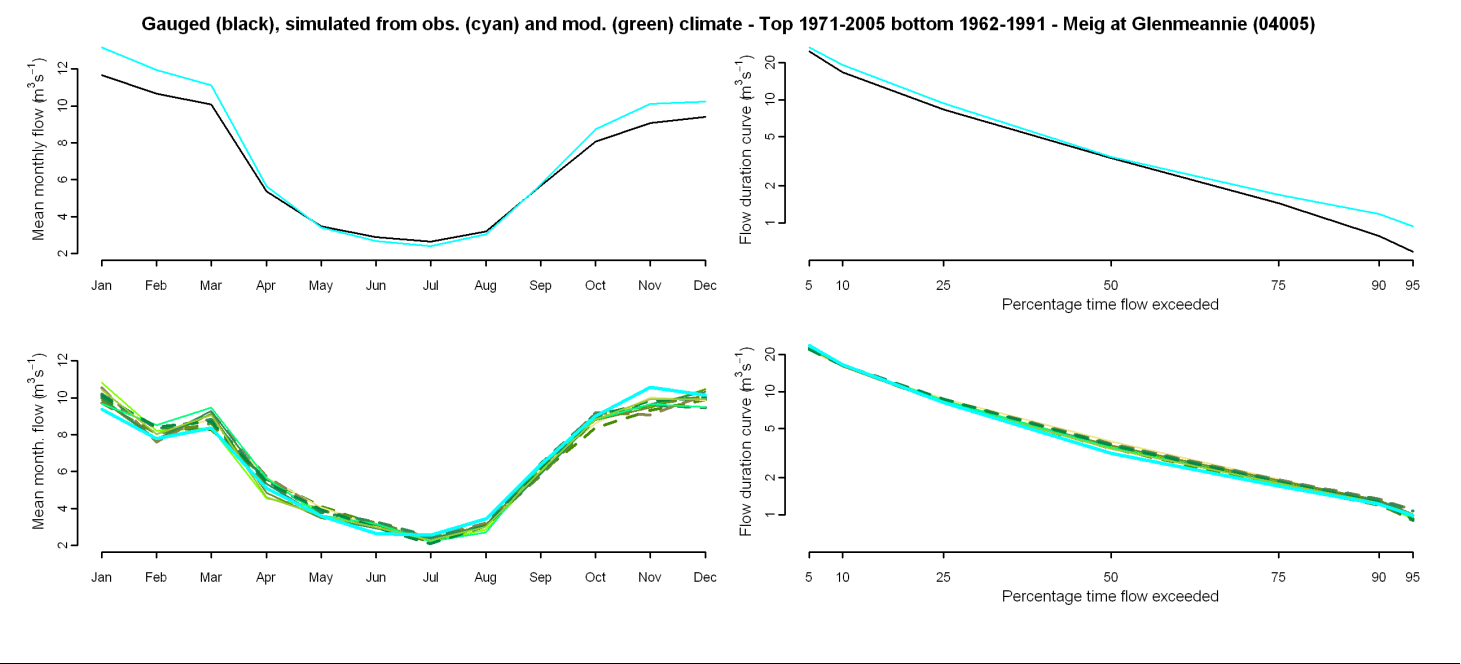 Gauged (black), simulated from obs. (cyan) and mod. (green) climate - Top 1971-2005 bottom 1962-1991 - Meig at Glenmeannie (04005)
Mean monthly flow (m³s⁻¹)
12
10
8
6
4
2
Jan Feb Mar Apr May Jun Jul Aug Sep Oct Nov Dec
Flow duration curve (m³s⁻¹)
20
10
5
2
1
5 10 25 50 75 90 95
Percentage time flow exceeded
Mean month. flow (m³s⁻¹)
12
10
8
6
4
2
Jan Feb Mar Apr May Jun Jul Aug Sep Oct Nov Dec
Flow duration curve (m³s⁻¹)
20
10
5
2
1
5 10 25 50 75 90 95
Percentage time flow exceeded